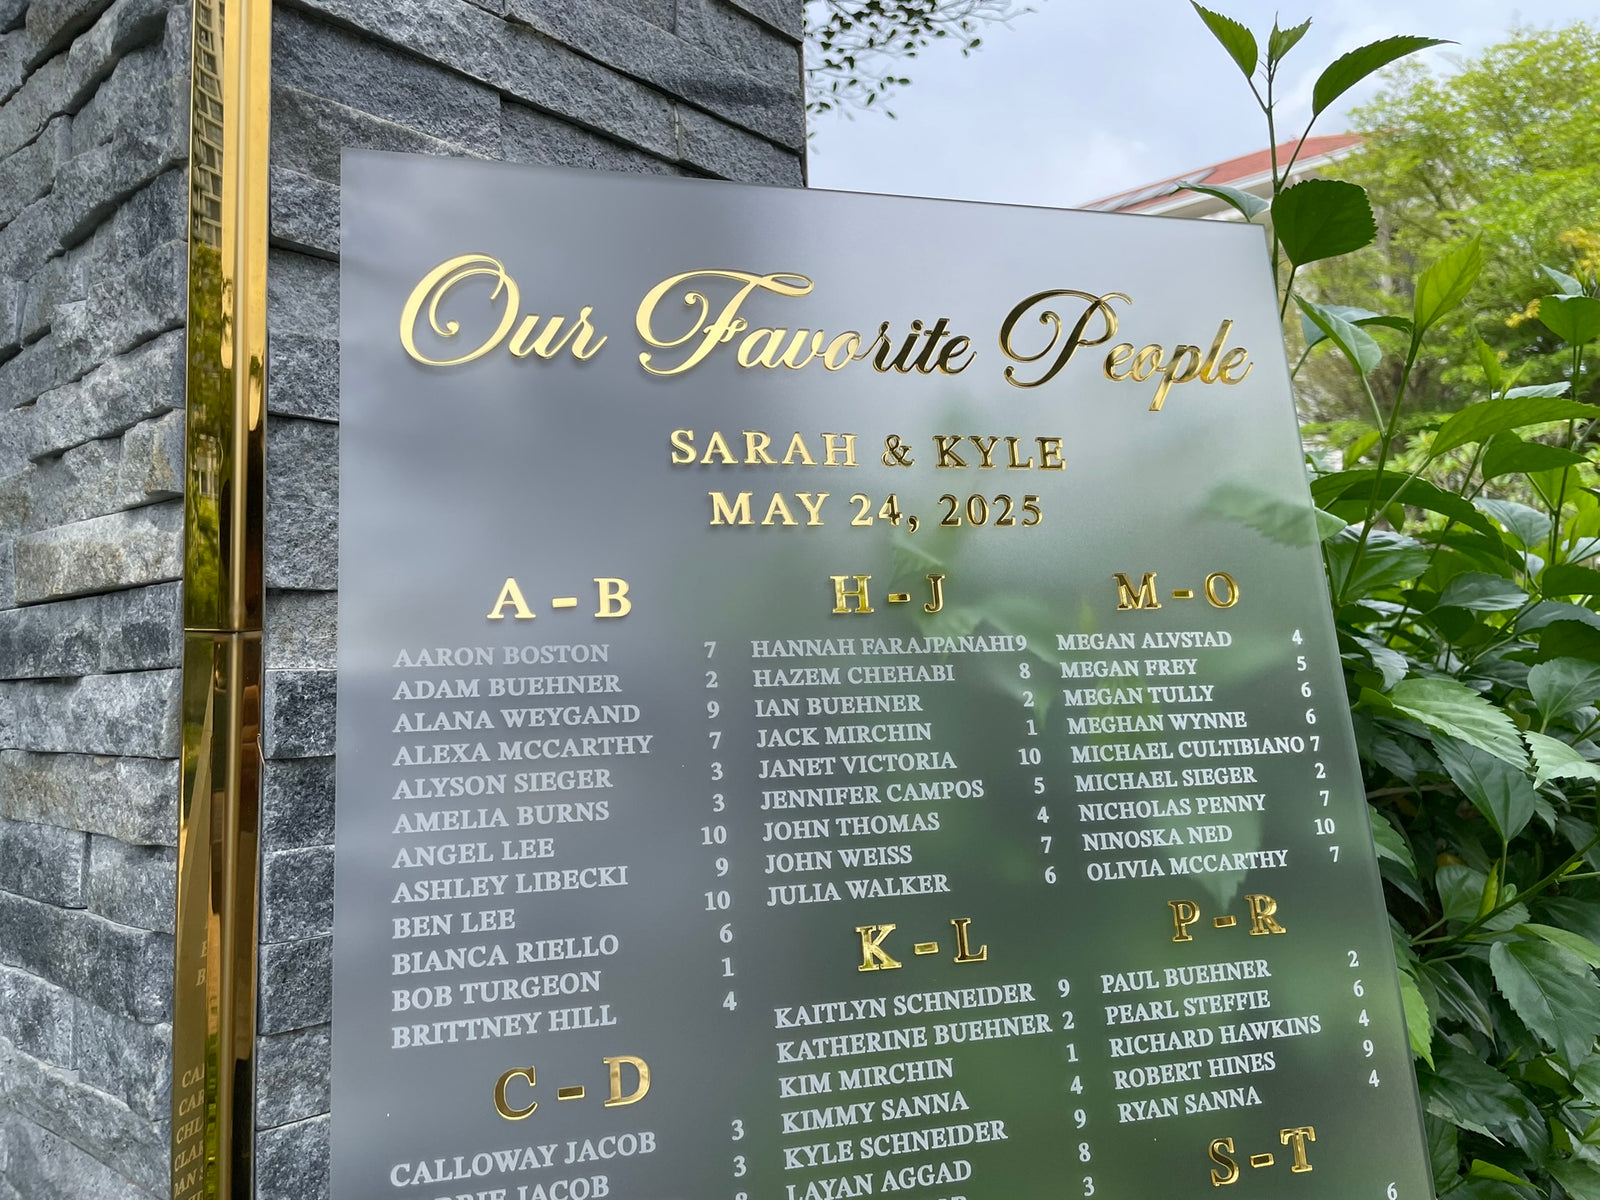 Our Favorite People
SARAH & KYLE
MAY 24, 2025
A - B
AARON BOSTON 7
ADAM BUEHNER 2
ALANA WEYGAND 9
ALEXA MCCARTHY 7
ALYSON SIEGER 3
AMELIA BURNS 3
ANGEL LEE 10
ASHLEY LIBECKI 9
BEN LEE 10
BIANCA RIELLO 6
BOB TURGEON 1
BRITTNEY HILL 4
C - D
CALLOWAY JACOB 3
JACOB 3
H - J
HANNAH FARAJPANAHI 9
HAZEM CHEHABI 8
IAN BUEHNER 2
JACK MIRCHIN 1
JANET VICTORIA 10
JENNIFER CAMPOS 5
JOHN THOMAS 4
JOHN WEISS 7
JULIA WALKER 6
K - L
KAITLYN SCHNEIDER 9
KATHERINE BUEHNER 2
KIM MIRCHIN 1
KIMMY SANNA 4
KYLE SCHNEIDER 9
LAYAN AGGAD 8
3
M - O
MEGAN ALVSTAD 4
MEGAN FREY 5
MEGAN TULLY 6
MEGHAN WYNNE 6
MICHAEL CULTIBIANO 7
MICHAEL SIEGER 2
NICHOLAS PENNY 7
NINOSKA NED 10
OLIVIA MCCARTHY 7
P - R
PAUL BUEHNER 2
PEARL STEFFIE 6
RICHARD HAWKINS 4
ROBERT HINES 9
RYAN SANNA 4
S - T
6